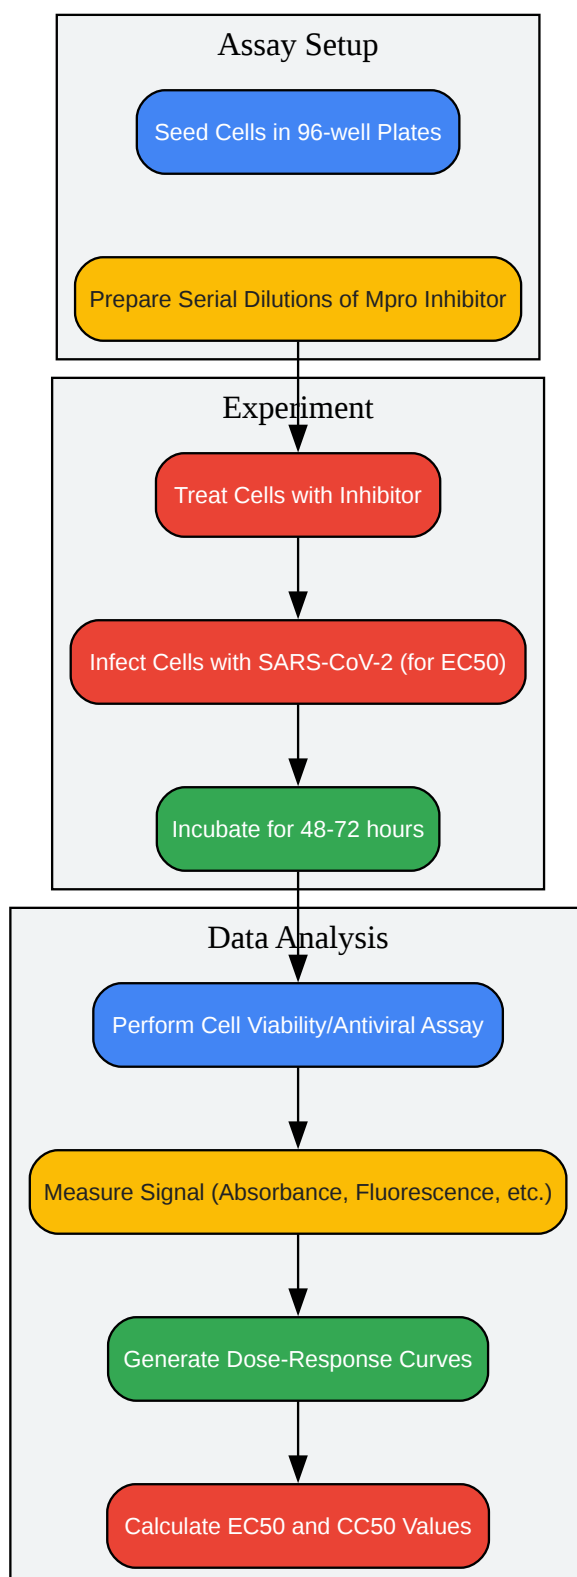 Assay Setup
Seed Cells in 96-well Plates
Prepare Serial Dilutions of Mpro Inhibitor
Experiment
Treat Cells with Inhibitor
Infect Cells with SARS-CoV-2 (for EC50)
Incubate for 48-72 hours
Data Analysis
Perform Cell Viability/Antiviral Assay
Measure Signal (Absorbance, Fluorescence, etc.)
Generate Dose-Response Curves
Calculate EC50 and CC50 Values